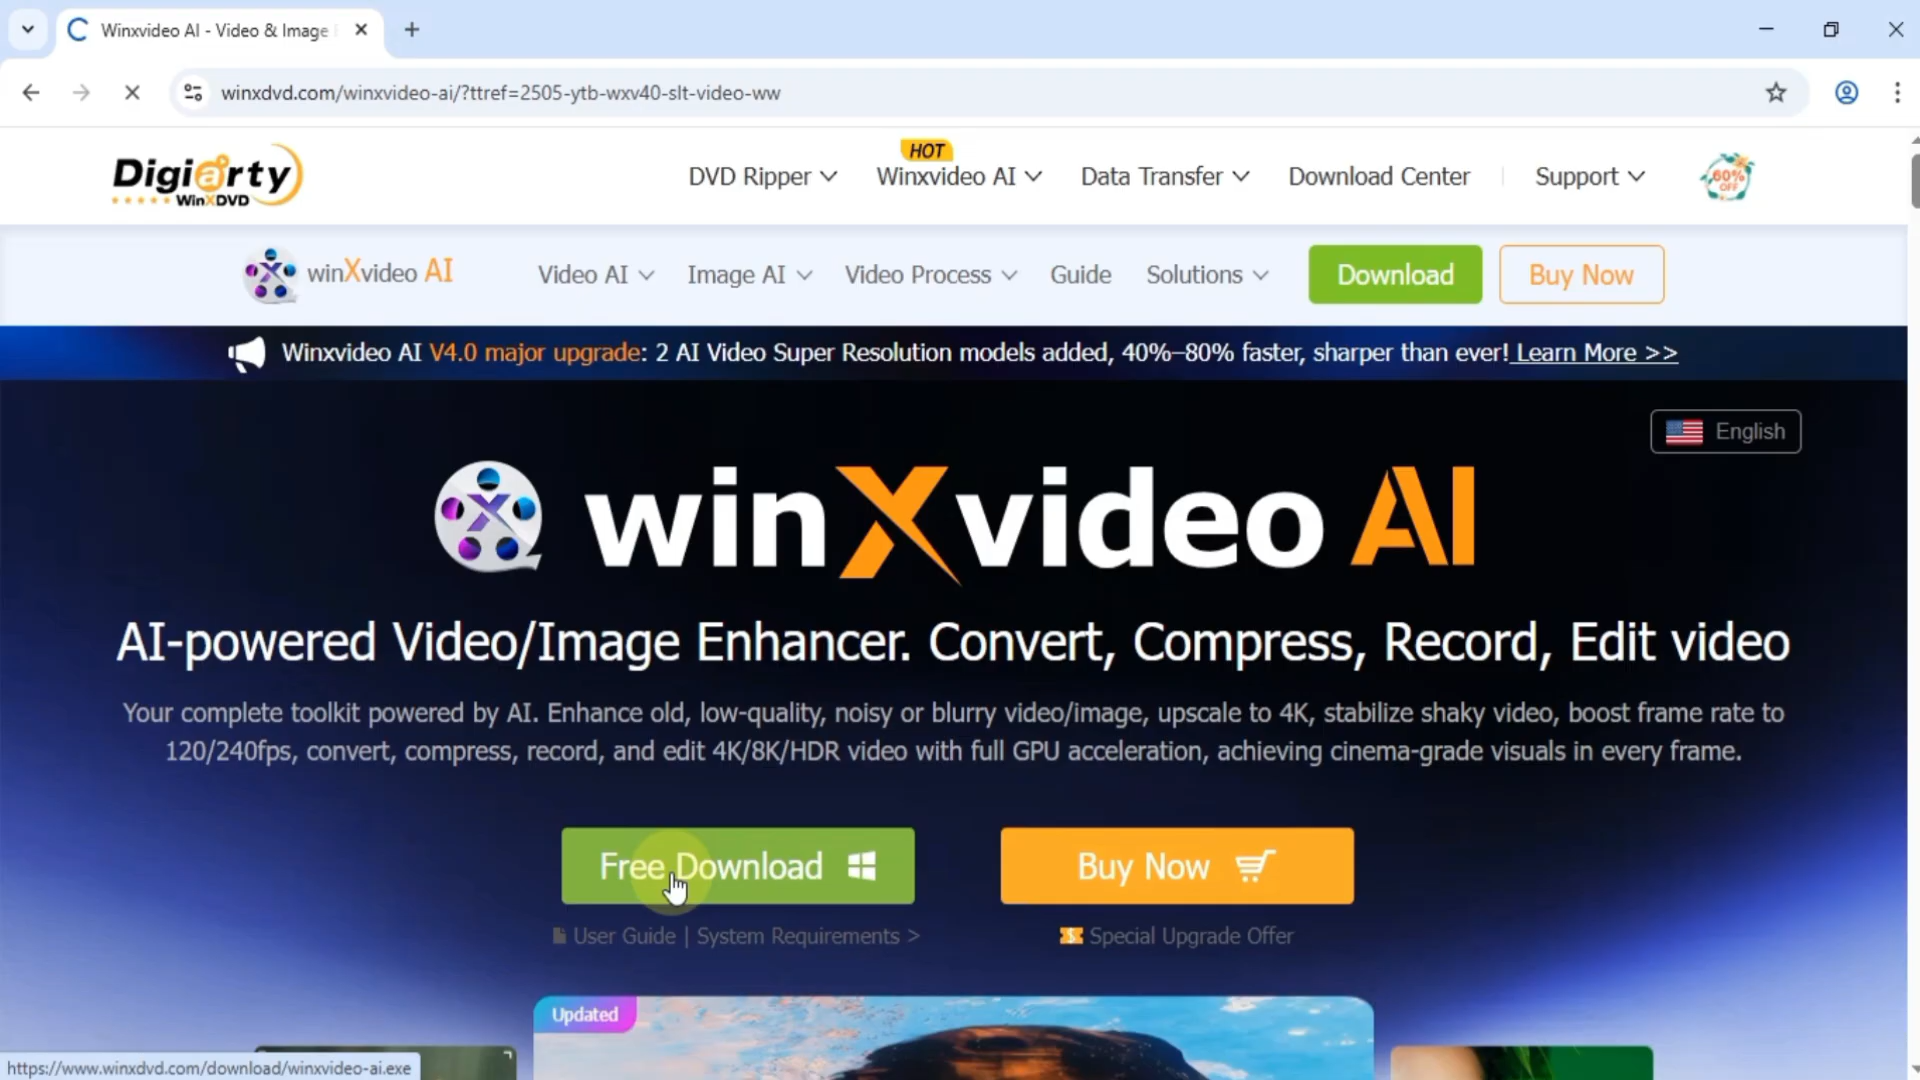 Winxvideo AI - Video & Image
winxdvd.com/winxvideo-ai/?ttref=2505-ytb-wxv40-slt-video-ww
Digiarty
WinXDVD
DVD Ripper
HOT
Winxvideo AI
Data Transfer
Download Center
Support
60%
OFF
winXvideo AI
Video AI
Image AI
Video Process
Guide
Solutions
Download
Buy Now
Winxvideo AI V4.0 major upgrade: 2 AI Video Super Resolution models added, 40%–80% faster, sharper than ever! Learn More >>
English
winXvideo AI
AI-powered Video/Image Enhancer. Convert, Compress, Record, Edit video
Your complete toolkit powered by AI. Enhance old, low-quality, noisy or blurry video/image, upscale to 4K, stabilize shaky video, boost frame rate to
120/240fps, convert, compress, record, and edit 4K/8K/HDR video with full GPU acceleration, achieving cinema-grade visuals in every frame.
Free Download
Buy Now
User Guide | System Requirements >
$ Special Upgrade Offer
Updated
https://www.winxdvd.com/download/winxvideo-ai.exe